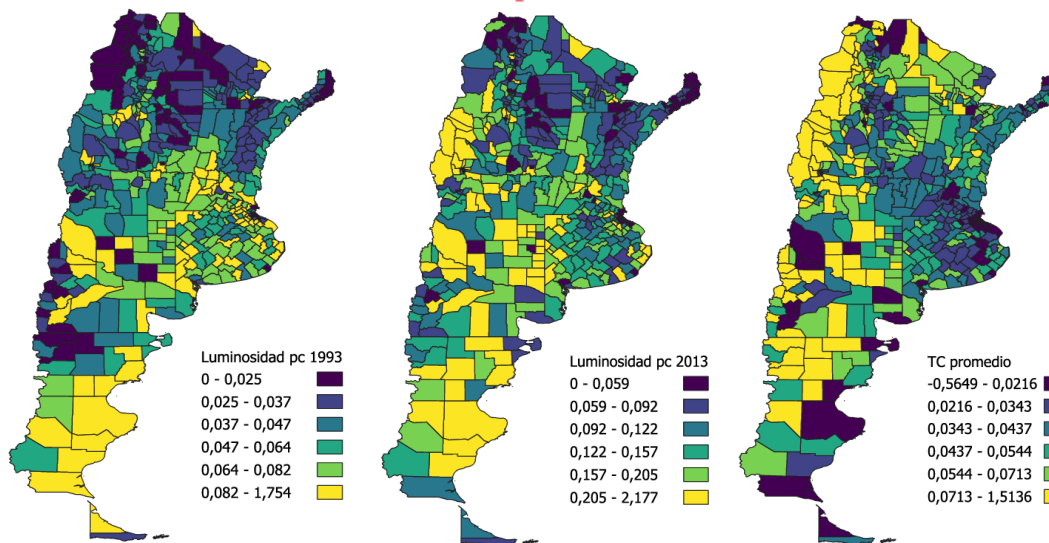 Luminosidad pc 1993
0 - 0,025
0,025 - 0,037
0,037 - 0,047
0,047 - 0,064
0,064 - 0,082
0,082 - 1,754
Luminosidad pc 2013
0 - 0,059
0,059 - 0,092
0,092 - 0,122
0,122 - 0,157
0,157 - 0,205
0,205 - 2,177
TC promedio
-0,5649 - 0,0216
0,0216 - 0,0343
0,0343 - 0,0437
0,0437 - 0,0544
0,0544 - 0,0713
0,0713 - 1,5136